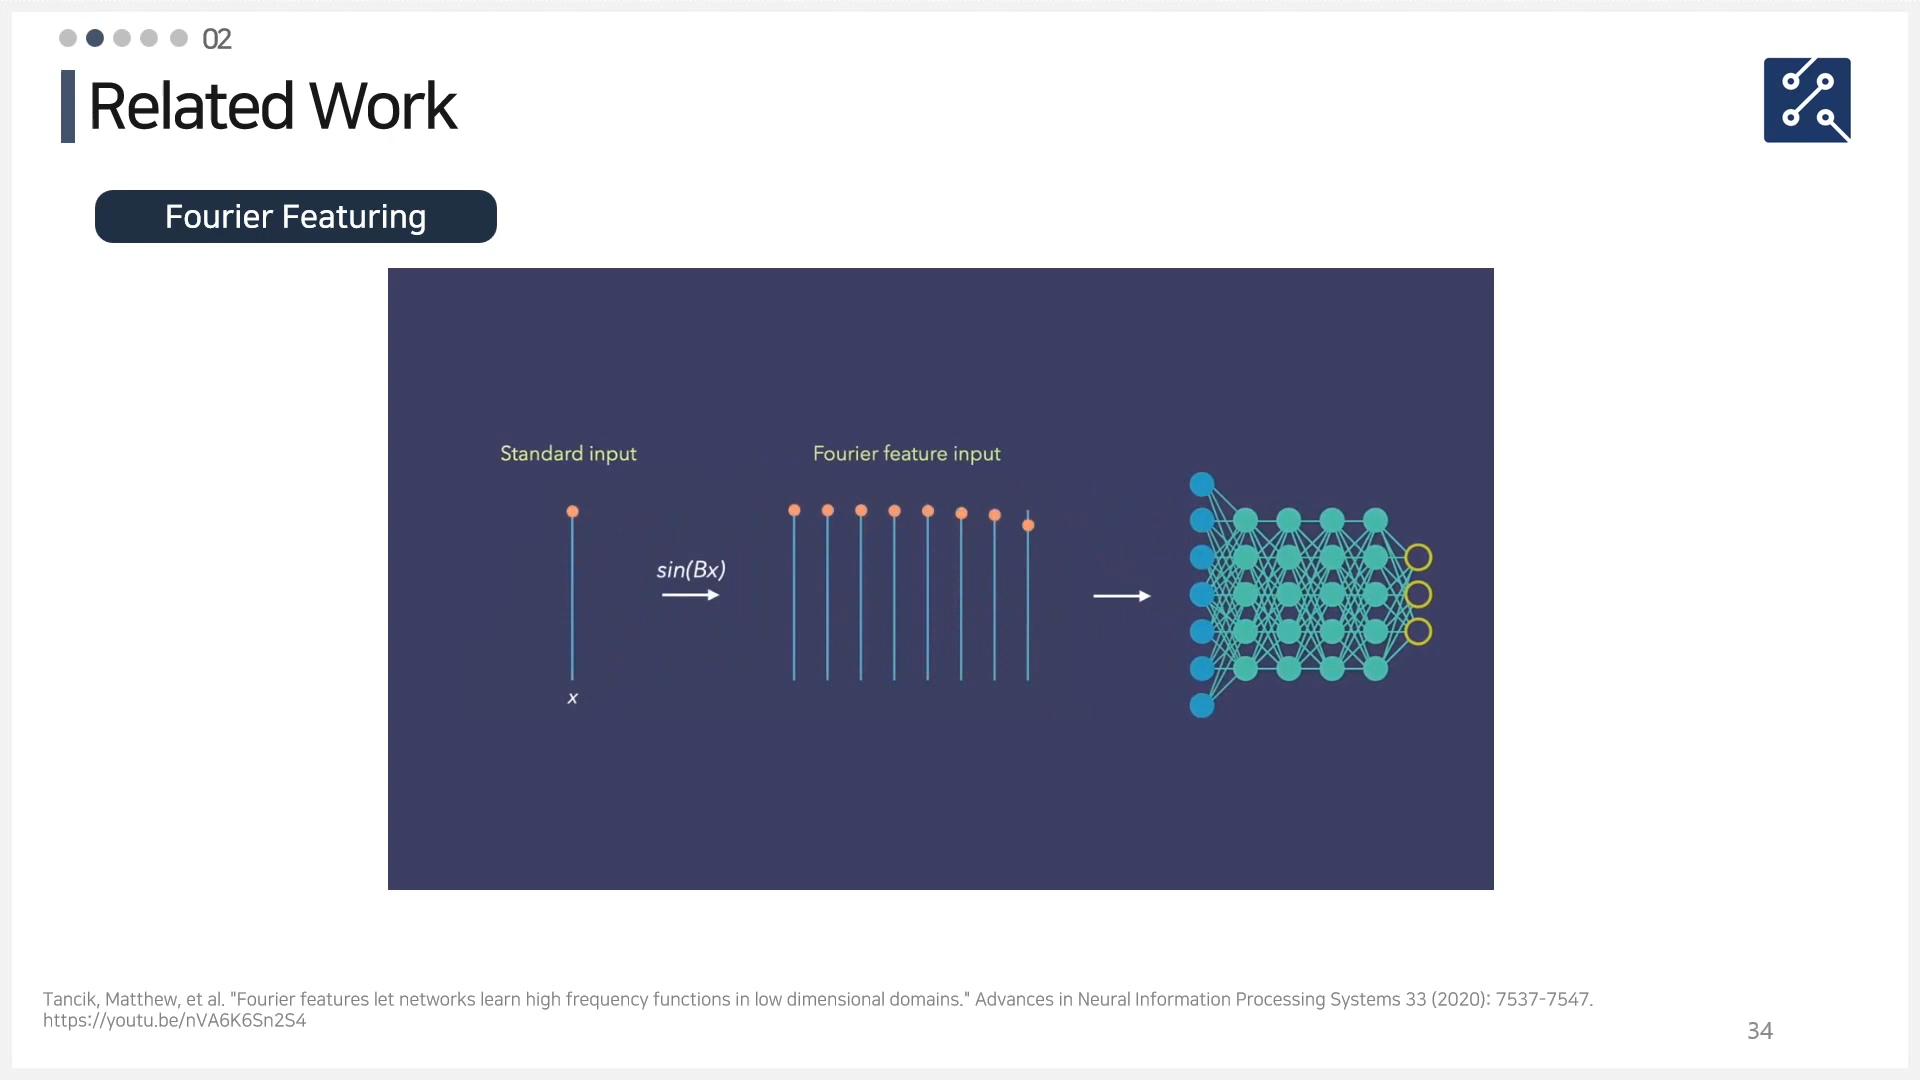 02
Related Work
Fourier Featuring
Standard input
Fourier feature input
sin(Bx)
x
Tancik, Matthew, et al. "Fourier features let networks learn high frequency functions in low dimensional domains." Advances in Neural Information Processing Systems 33 (2020): 7537-7547.
https://youtu.be/nVA6K6Sn2S4
34